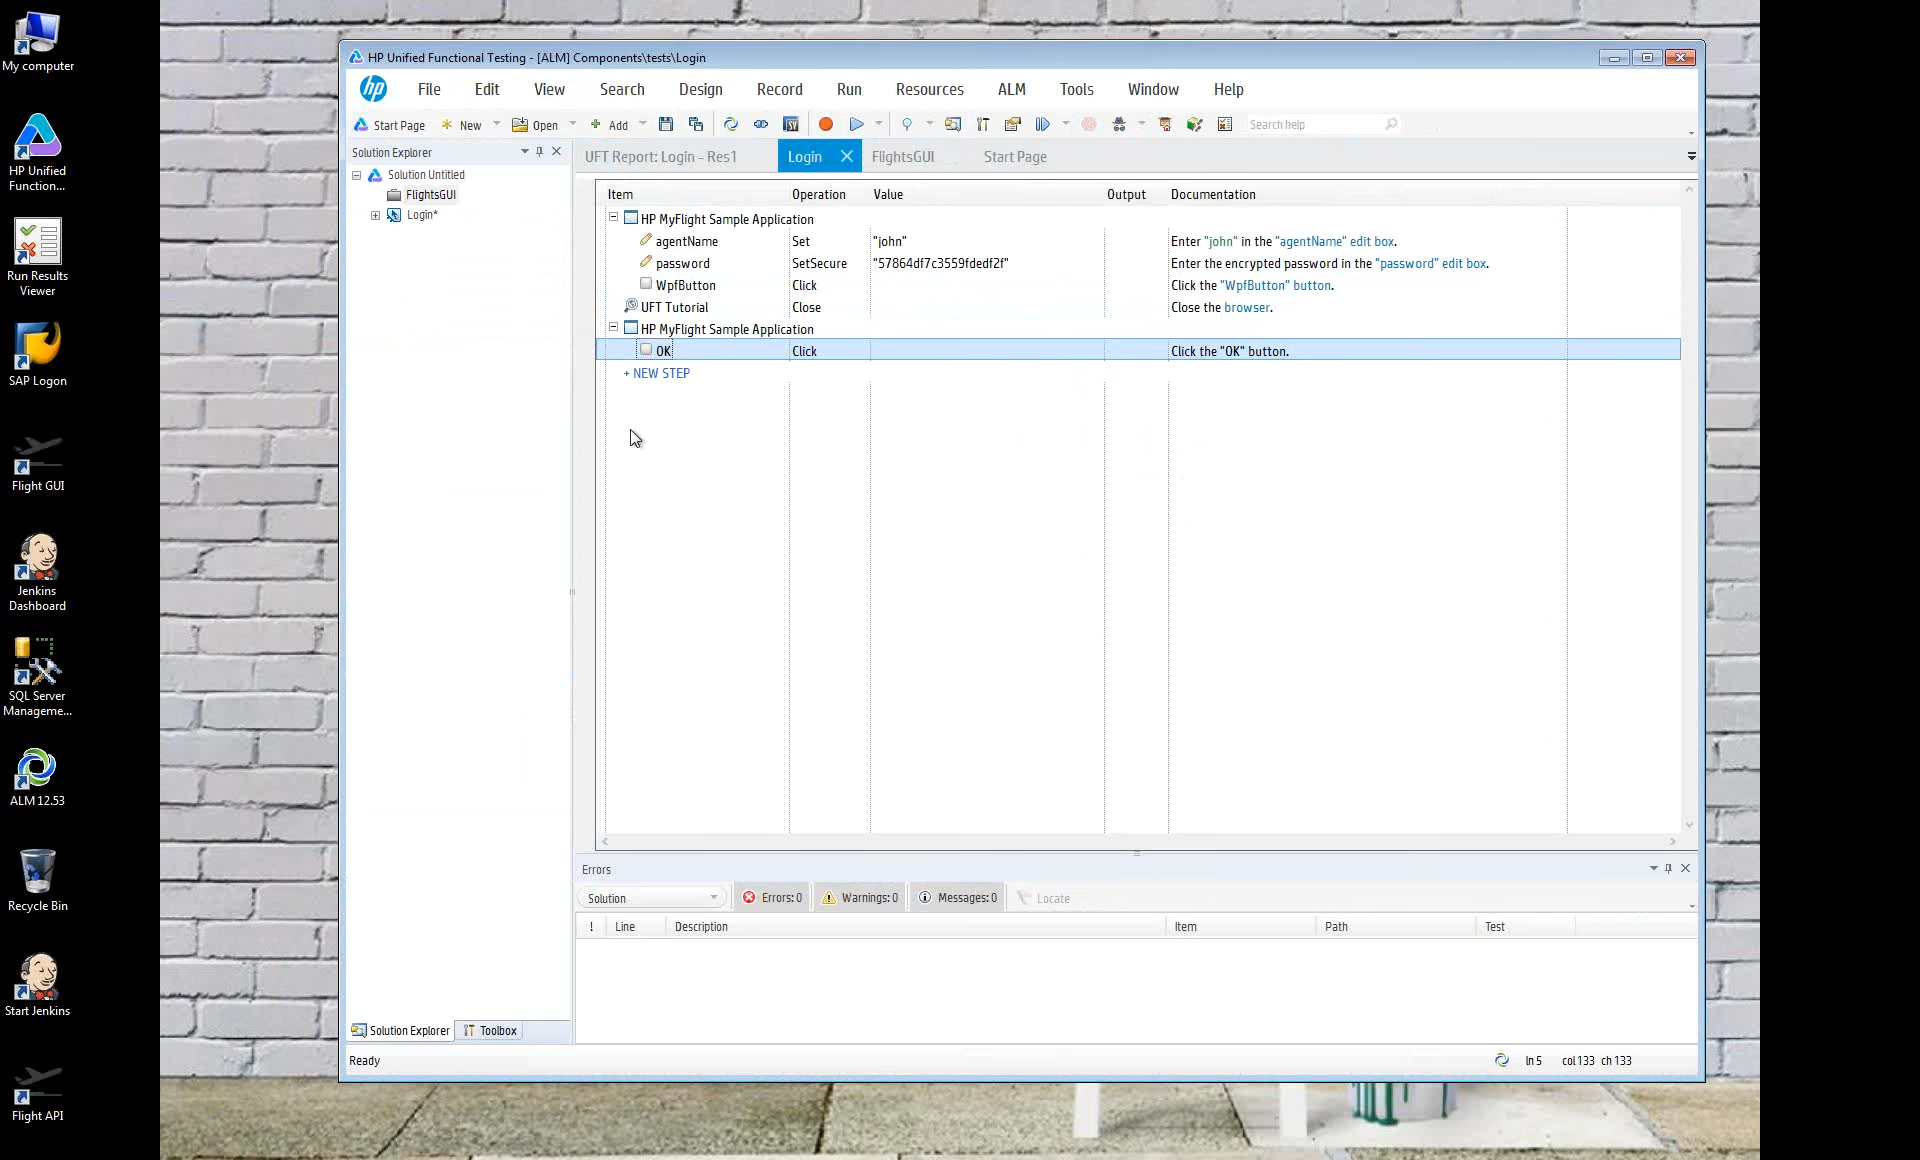 My computer
HP Unified
Function...
Run Results
Viewer
SAP Logon
Flight GUI
Jenkins
Dashboard
SQL Server
Manageme...
ALM 12.53
Recycle Bin
Start Jenkins
Flight API
HP Unified Functional Testing - [ALM] Components\tests\Login
hp File Edit View Search Design Record Run Resources ALM Tools Window Help
Start Page New Open Add Search help
Solution Explorer
UFT Report: Login - Res1 Login FlightsGUI Start Page
Solution Untitled
FlightsGUI
Login*
Item Operation Value Output Documentation
HP MyFlight Sample Application
agentName Set "john" Enter "john" in the "agentName" edit box.
password SetSecure "57864df7c3559fdedf2f" Enter the encrypted password in the "password" edit box.
WpfButton Click Click the "WpfButton" button.
UFT Tutorial Close Close the browser.
HP MyFlight Sample Application
OK Click Click the "OK" button.
+ NEW STEP
Errors
Solution Errors: 0 Warnings: 0 Messages: 0 Locate
! Line Description Item Path Test
Solution Explorer Toolbox
Ready ln 5 col 133 ch 133